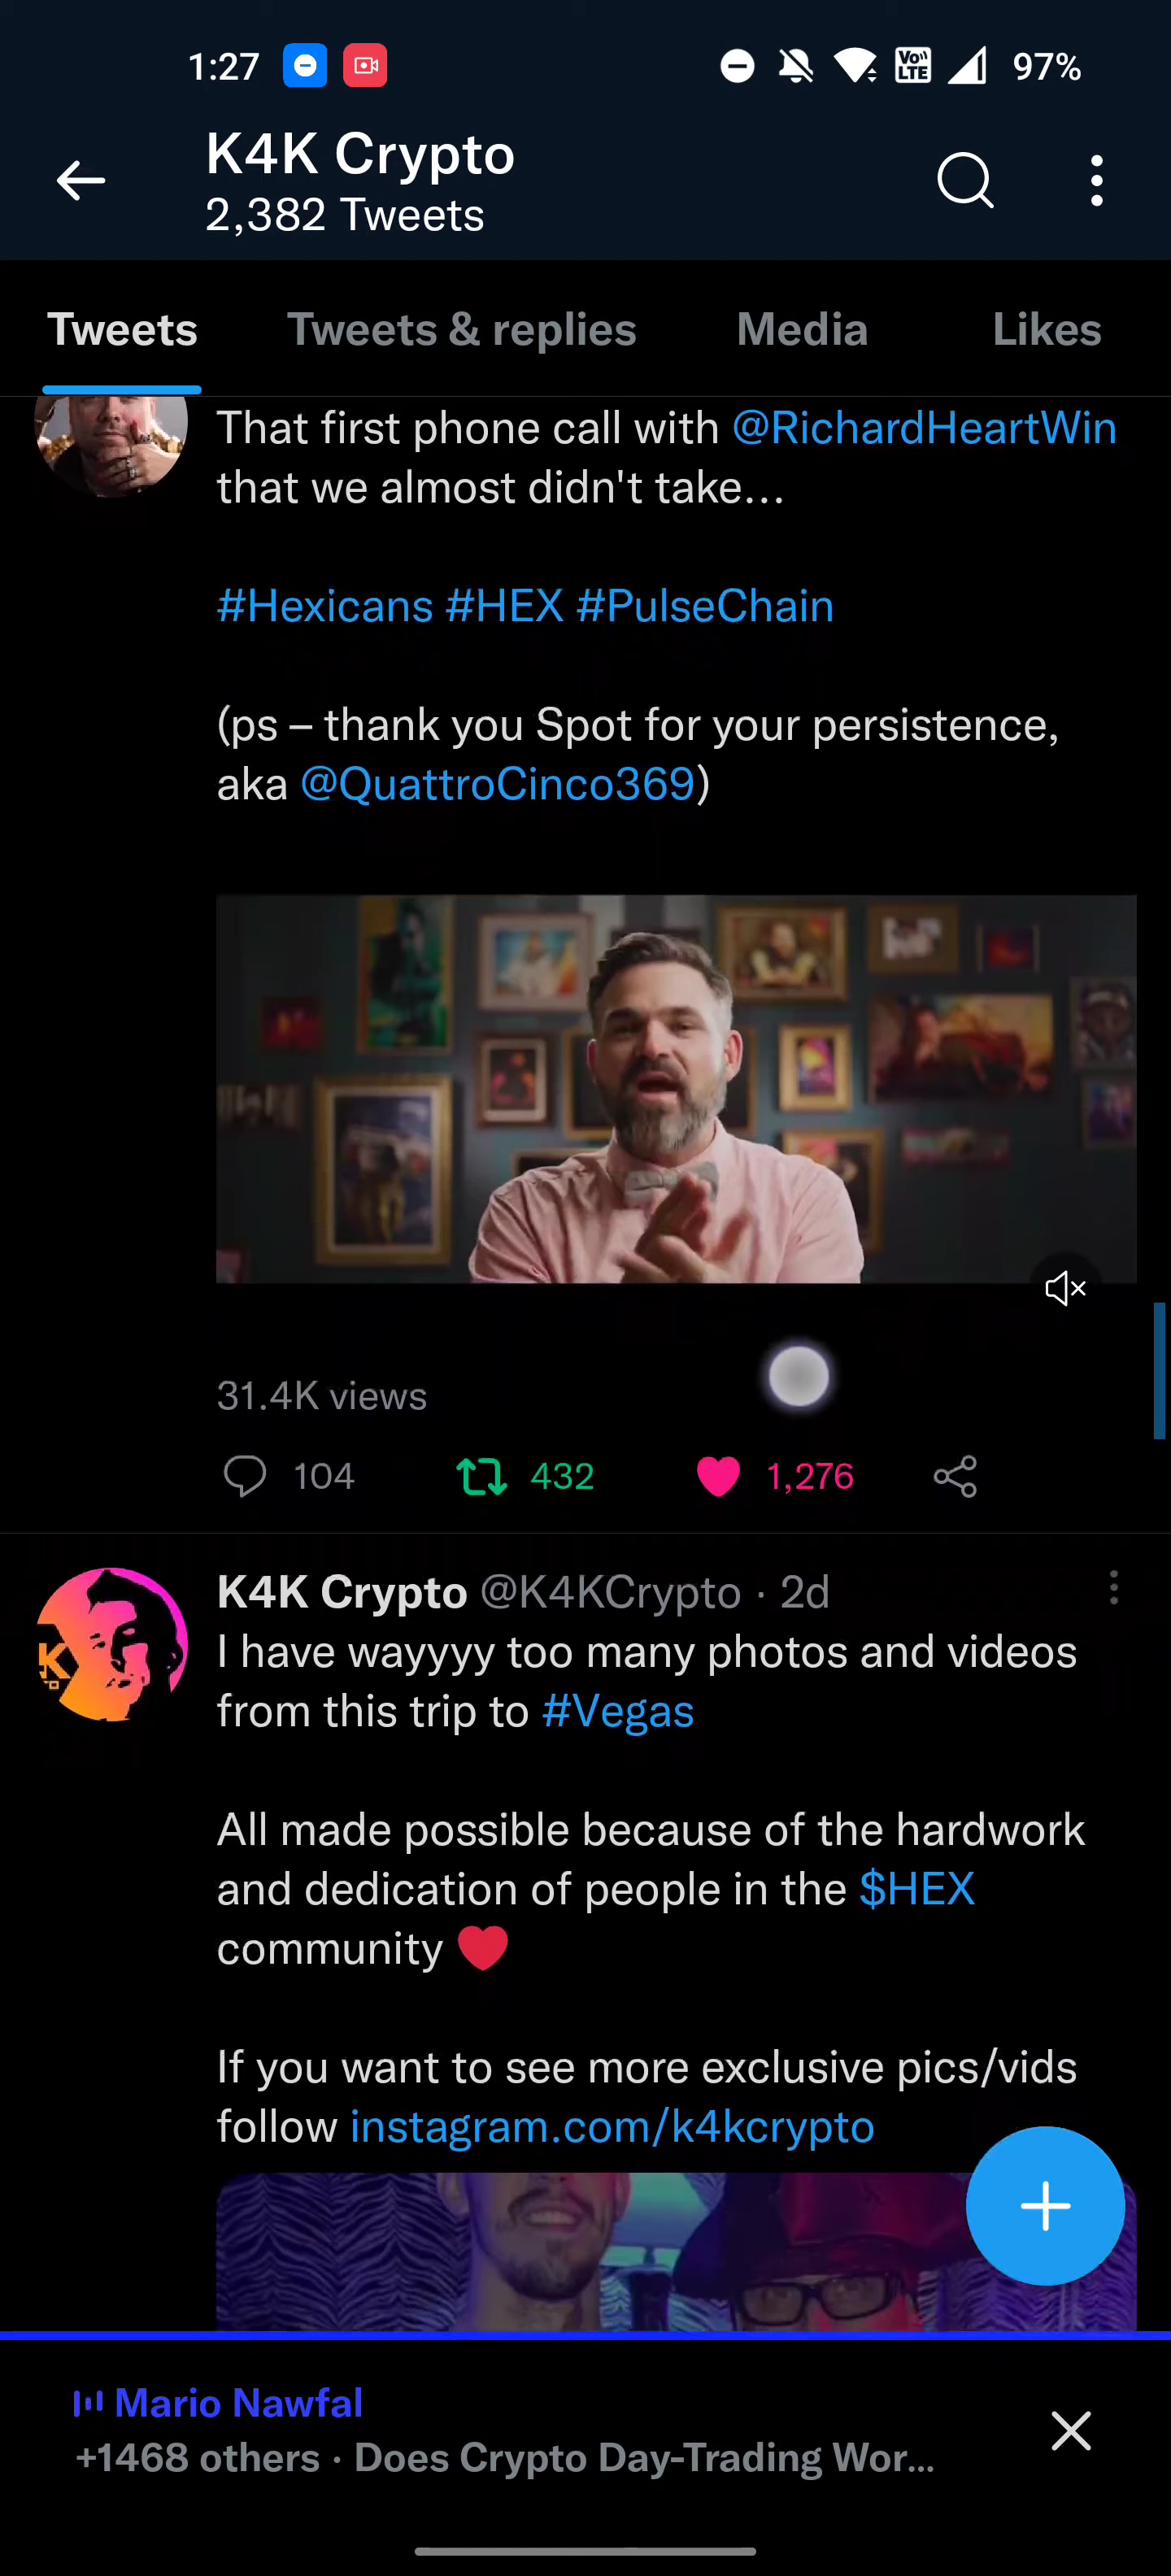 1:27
Vo))
LTE
97%
K4K Crypto
2,382 Tweets
Tweets
Tweets & replies
Media
Likes
That first phone call with @RichardHeartWin
that we almost didn't take...
#Hexicans #HEX #PulseChain
(ps – thank you Spot for your persistence,
aka @QuattroCinco369)
31.4K views
104
432
1,276
K4K Crypto @K4KCrypto · 2d
I have wayyyy too many photos and videos
from this trip to #Vegas
All made possible because of the hardwork
and dedication of people in the $HEX
community ❤️
If you want to see more exclusive pics/vids
follow instagram.com/k4kcrypto
Mario Nawfal
+1468 others · Does Crypto Day-Trading Wor...